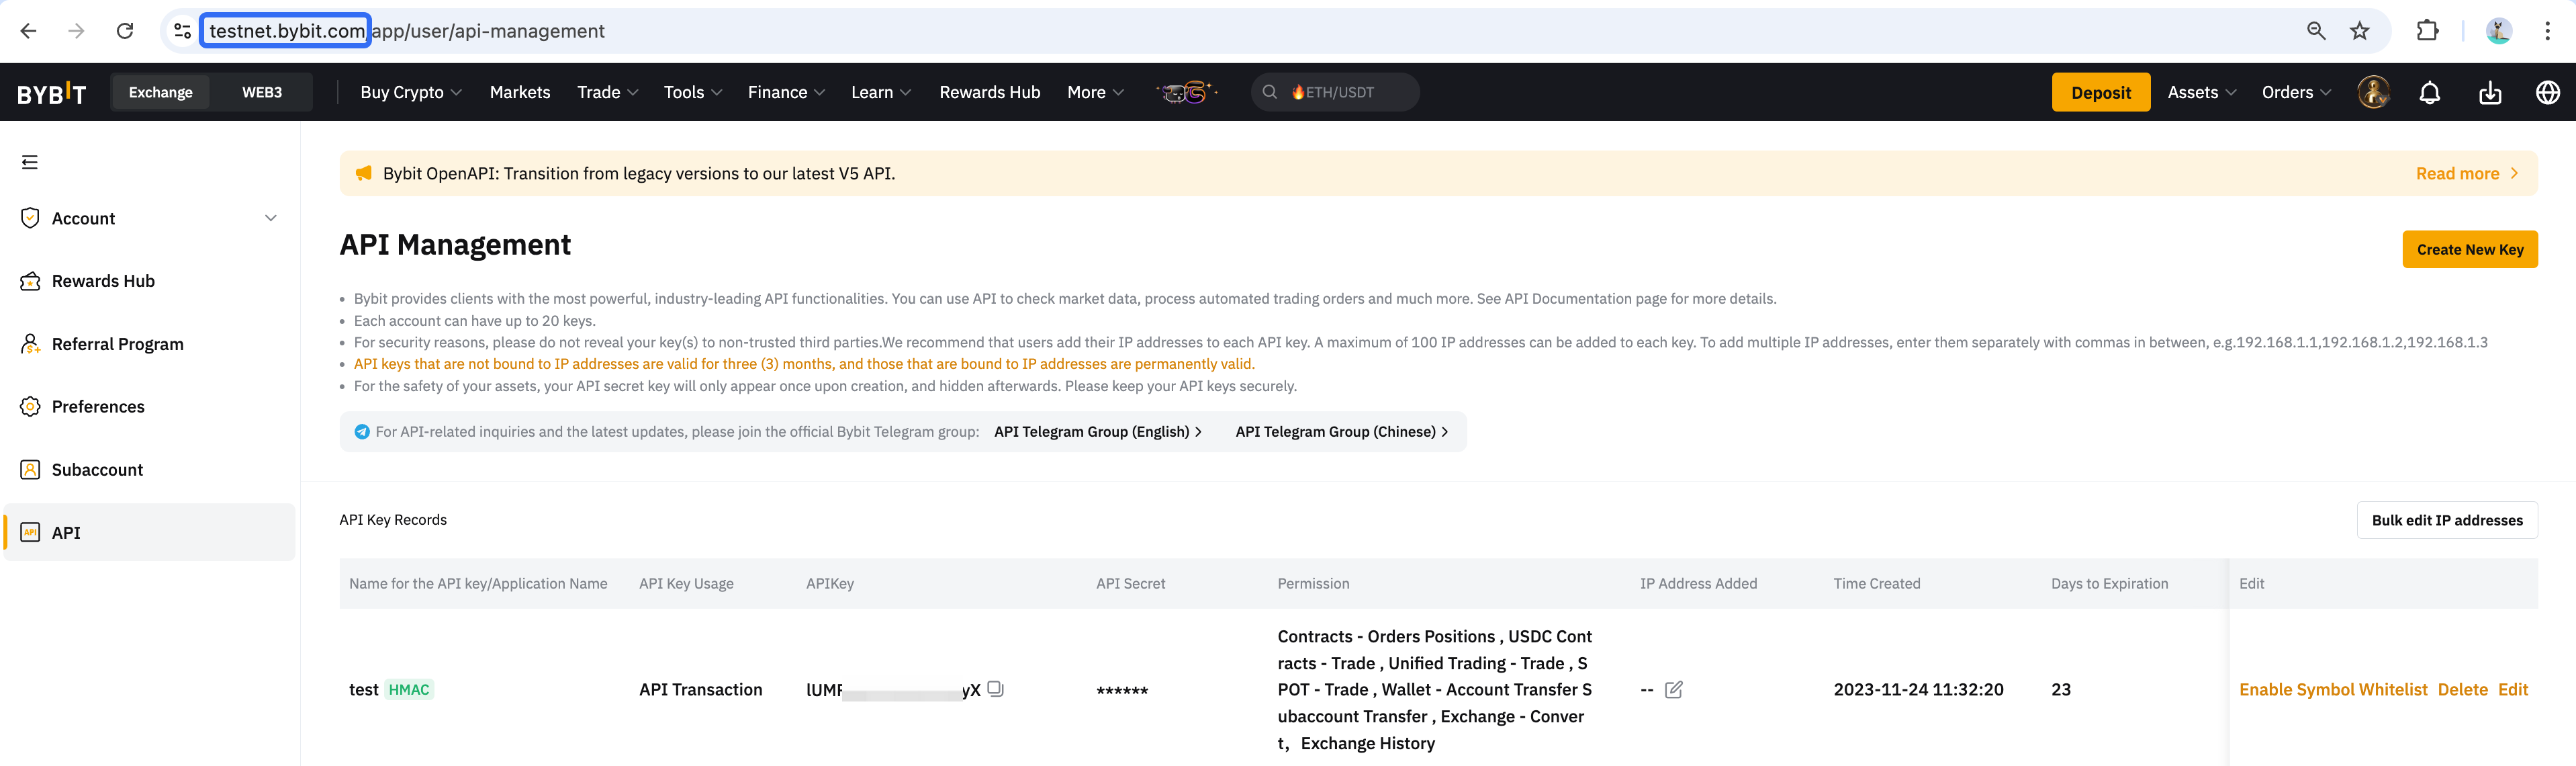 testnet.bybit.com/app/user/api-management
BYBIT Exchange WEB3 Buy Crypto Markets Trade Tools Finance Learn Rewards Hub More ETH/USDT Deposit Assets Orders
Bybit OpenAPI: Transition from legacy versions to our latest V5 API. Read more
Account
Rewards Hub
Referral Program
Preferences
Subaccount
API API
API Management
Create New Key
• Bybit provides clients with the most powerful, industry-leading API functionalities. You can use API to check market data, process automated trading orders and much more. See API Documentation page for more details.
• Each account can have up to 20 keys.
• For security reasons, please do not reveal your key(s) to non-trusted third parties.We recommend that users add their IP addresses to each API key. A maximum of 100 IP addresses can be added to each key. To add multiple IP addresses, enter them separately with commas in between, e.g.192.168.1.1,192.168.1.2,192.168.1.3
• API keys that are not bound to IP addresses are valid for three (3) months, and those that are bound to IP addresses are permanently valid.
• For the safety of your assets, your API secret key will only appear once upon creation, and hidden afterwards. Please keep your API keys securely.
For API-related inquiries and the latest updates, please join the official Bybit Telegram group: API Telegram Group (English) API Telegram Group (Chinese)
API Key Records
Bulk edit IP addresses
Name for the API key/Application Name API Key Usage APIKey API Secret Permission IP Address Added Time Created Days to Expiration Edit
test HMAC API Transaction yX ****** -- 2023-11-24 11:32:20 23 Enable Symbol Whitelist Delete Edit
Contracts - Orders Positions , USDC Cont
racts - Trade , Unified Trading - Trade , S
POT - Trade , Wallet - Account Transfer S
ubaccount Transfer , Exchange - Conver
t, Exchange History